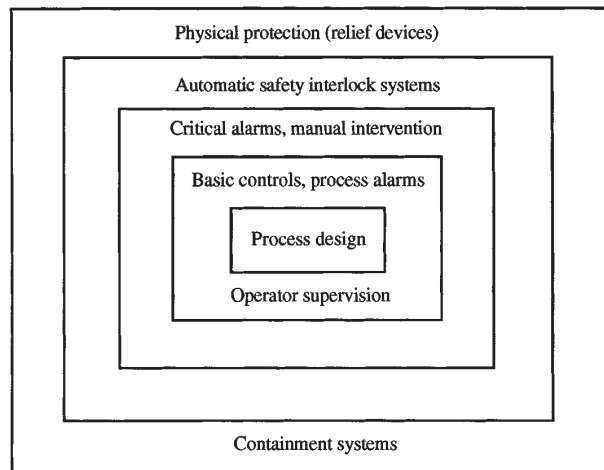 Physical protection (relief devices)
Automatic safety interlock systems
Critical alarms, manual intervention
Basic controls, process alarms
Process design
Operator supervision
Containment systems